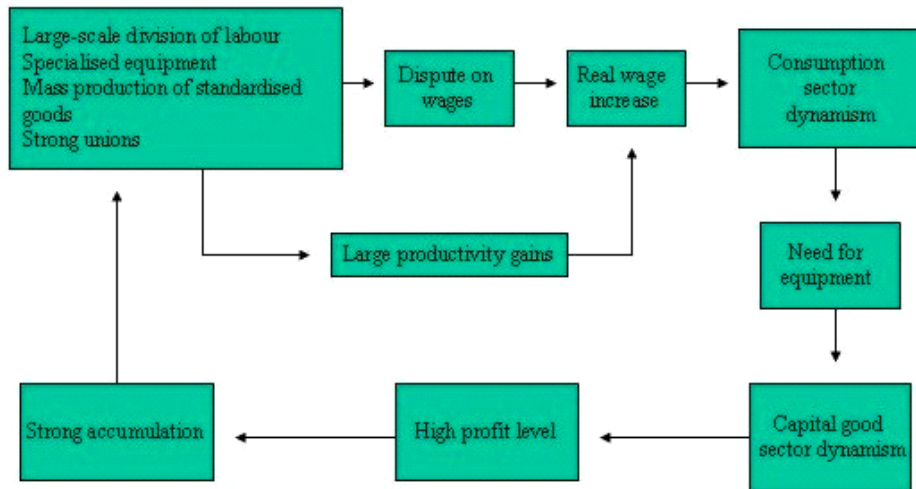 Large-scale division of labour
Specialised equipment
Mass production of standardised
goods
Strong unions
Dispute on
wages
Real wage
increase
Consumption
sector
dynamism
Large productivity gains
Need for
equipment
Strong accumulation
High profit level
Capital good
sector dynamism